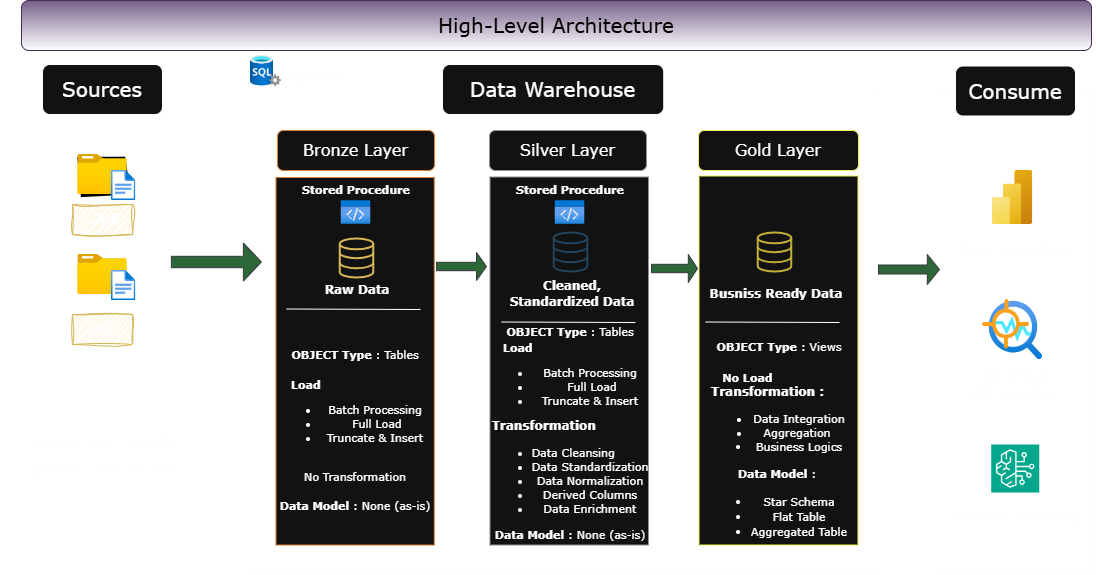 High-Level Architecture
Sources
SQL
Data Warehouse
Consume
Bronze Layer
Stored Procedure
</>
Raw Data
OBJECT Type : Tables
Load
Batch Processing
Full Load
Truncate & Insert
No Transformation
Data Model : None (as-is)
Silver Layer
Stored Procedure
</>
Cleaned,
Standardized Data
OBJECT Type : Tables
Load
Batch Processing
Full Load
Truncate & Insert
Transformation
Data Cleansing
Data Standardization
Data Normalization
Derived Columns
Data Enrichment
Data Model : None (as-is)
Gold Layer
Busniss Ready Data
OBJECT Type : Views
No Load
Transformation :
Data Integration
Aggregation
Business Logics
Data Model :
Star Schema
Flat Table
Aggregated Table